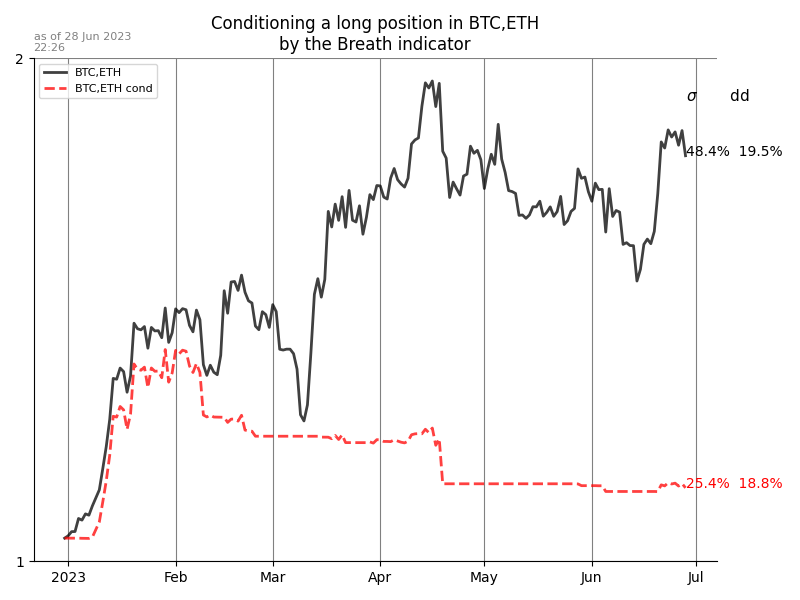 Conditioning a long position in BTC,ETH
by the Breath indicator
as of 28 Jun 2023
22:26
2
BTC,ETH
BTC,ETH cond
σ dd
48.4% 19.5%
25.4% 18.8%
1
2023 Feb Mar Apr May Jun Jul